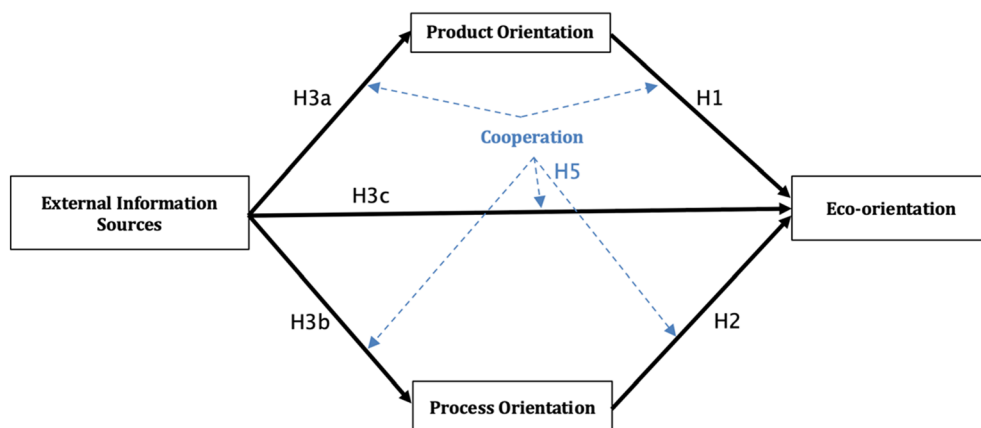 Product Orientation
H3a
H1
Cooperation
H5
H3c
External Information
Sources
Eco-orientation
H3b
H2
Process Orientation